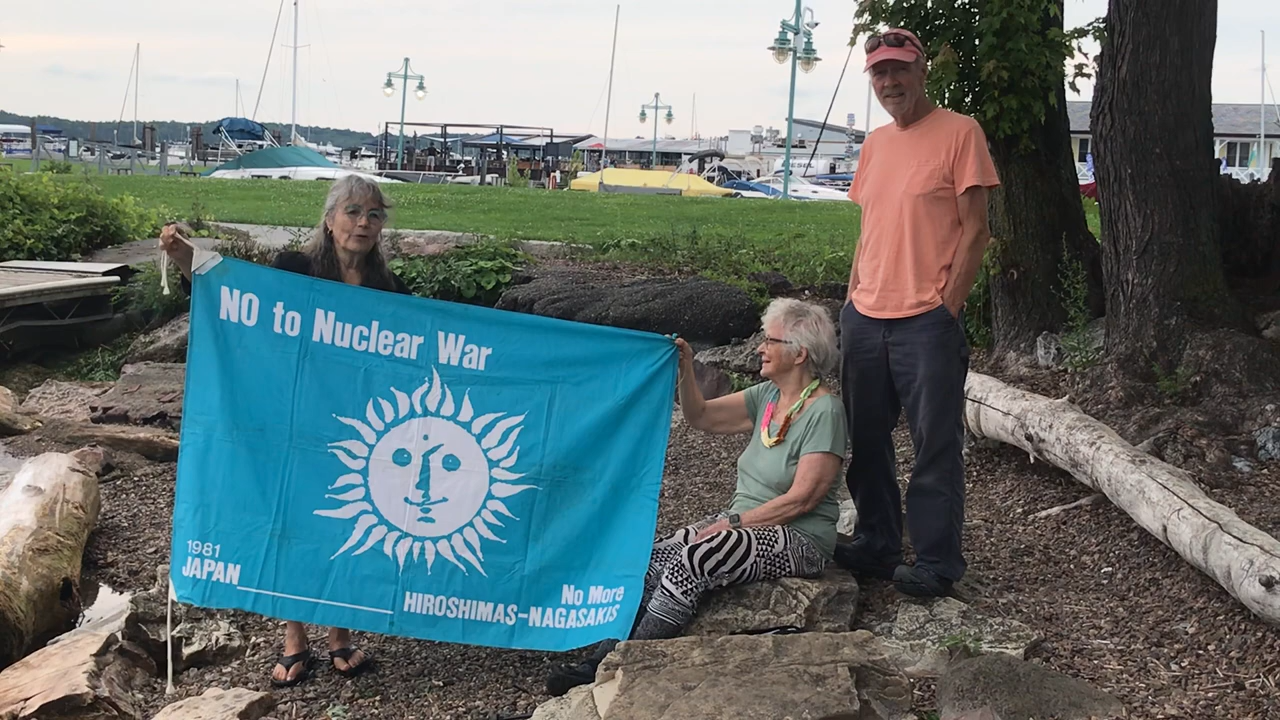 NO to Nuclear War
1981
JAPAN
No More
HIROSHIMAS-NAGASAKIS